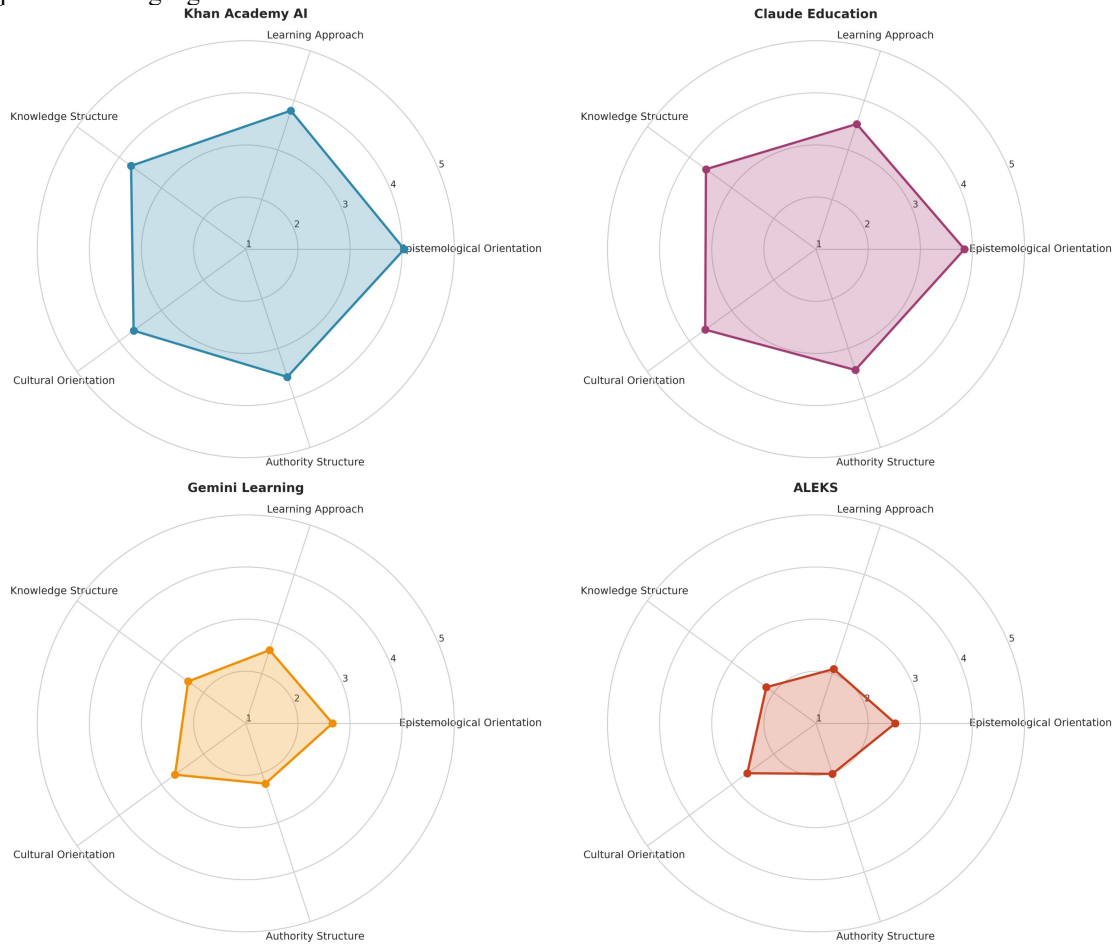 Khan Academy AI
Learning Approach
Knowledge Structure
5
4
3
2
1
Epistemological Orientation
Cultural Orientation
Authority Structure
Claude Education
Learning Approach
Knowledge Structure
5
4
3
2
1
Epistemological Orientation
Cultural Orientation
Authority Structure
Gemini Learning
Learning Approach
Knowledge Structure
5
4
3
2
1
Epistemological Orientation
Cultural Orientation
Authority Structure
ALEKS
Learning Approach
Knowledge Structure
5
4
3
2
1
Epistemological Orientation
Cultural Orientation
Authority Structure